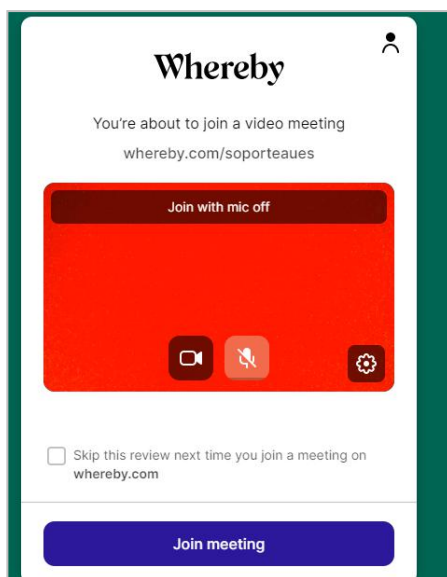 Whereby
You're about to join a video meeting
whereby.com/soporteaues
Join with mic off
Skip this review next time you join a meeting on
whereby.com
Join meeting